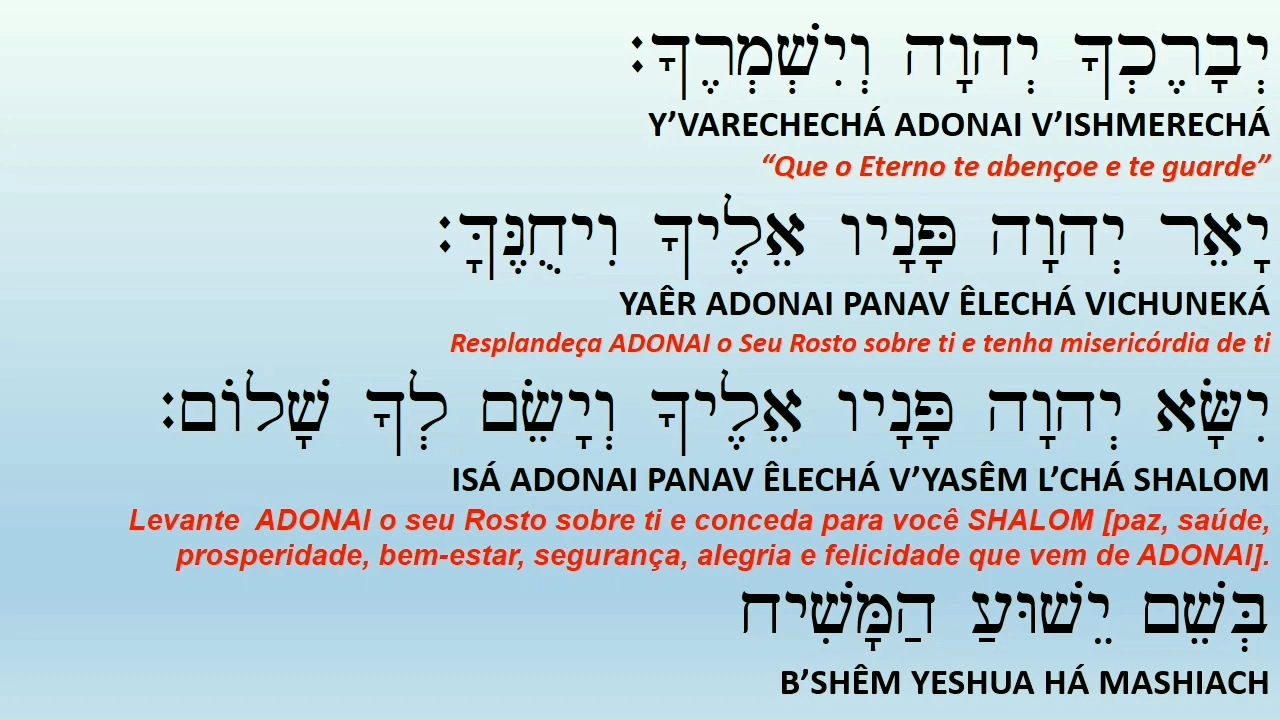 יְבָרֶכְךָ יְהוָה וְיִשְׁמְרֶךָ׃
Y’VARECHECHÁ ADONAI V’ISHMERECHÁ
“Que o Eterno te abençoe e te guarde”
יָאֵר יְהוָה פָּנָיו אֵלֶיךָ וִיחֻנֶּךָּ׃
YAÊR ADONAI PANAV ÊLECHÁ VICHUNEKÁ
Resplandeça ADONAI o Seu Rosto sobre ti e tenha misericórdia de ti
יִשָּׂא יְהוָה פָּנָיו אֵלֶיךָ וְיָשֵׂם לְךָ שָׁלוֹם׃
ISÁ ADONAI PANAV ÊLECHÁ V’YASÊM L’CHÁ SHALOM
Levante  ADONAI o seu Rosto sobre ti e conceda para você SHALOM [paz, saúde,
prosperidade, bem-estar, segurança, alegria e felicidade que vem de ADONAI].
בְּשֵׁם יֵשׁוּעַ הַמָּשִׁיח
B’SHÊM YESHUA HÁ MASHIACH